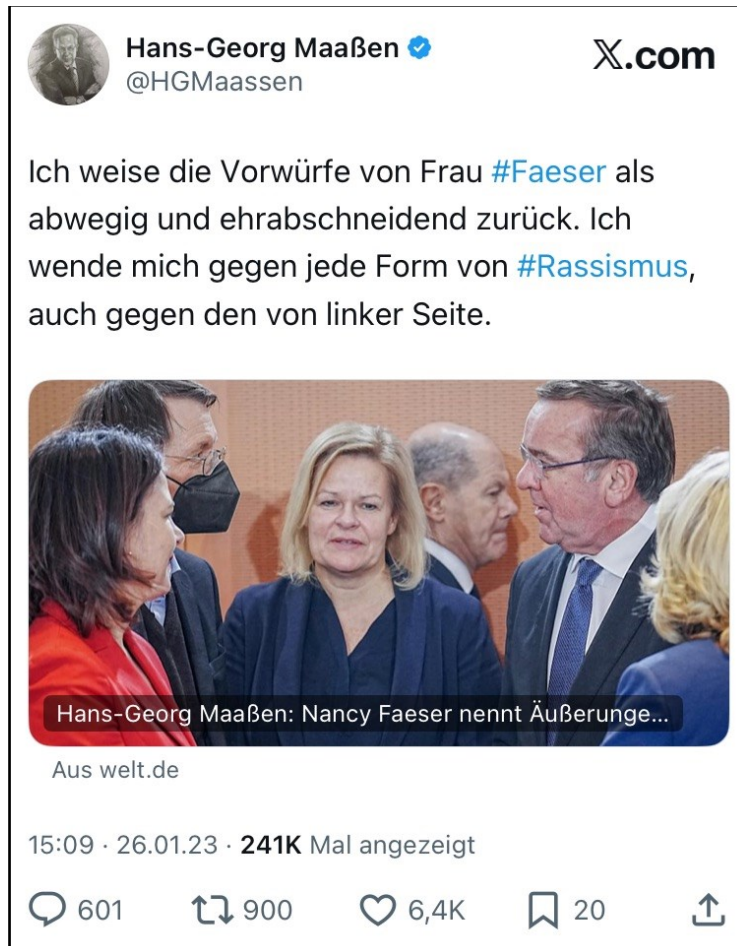 Hans-Georg Maaßen
X.com
@HGMaassen
Ich weise die Vorwürfe von Frau #Faeser als
abwegig und ehrabschneidend zurück. Ich
wende mich gegen jede Form von #Rassismus,
auch gegen den von linker Seite.
Hans-Georg Maaßen: Nancy Faeser nennt Äußerunge...
Aus welt.de
15:09 · 26.01.23 · 241K Mal angezeigt
601 900 6,4K 20